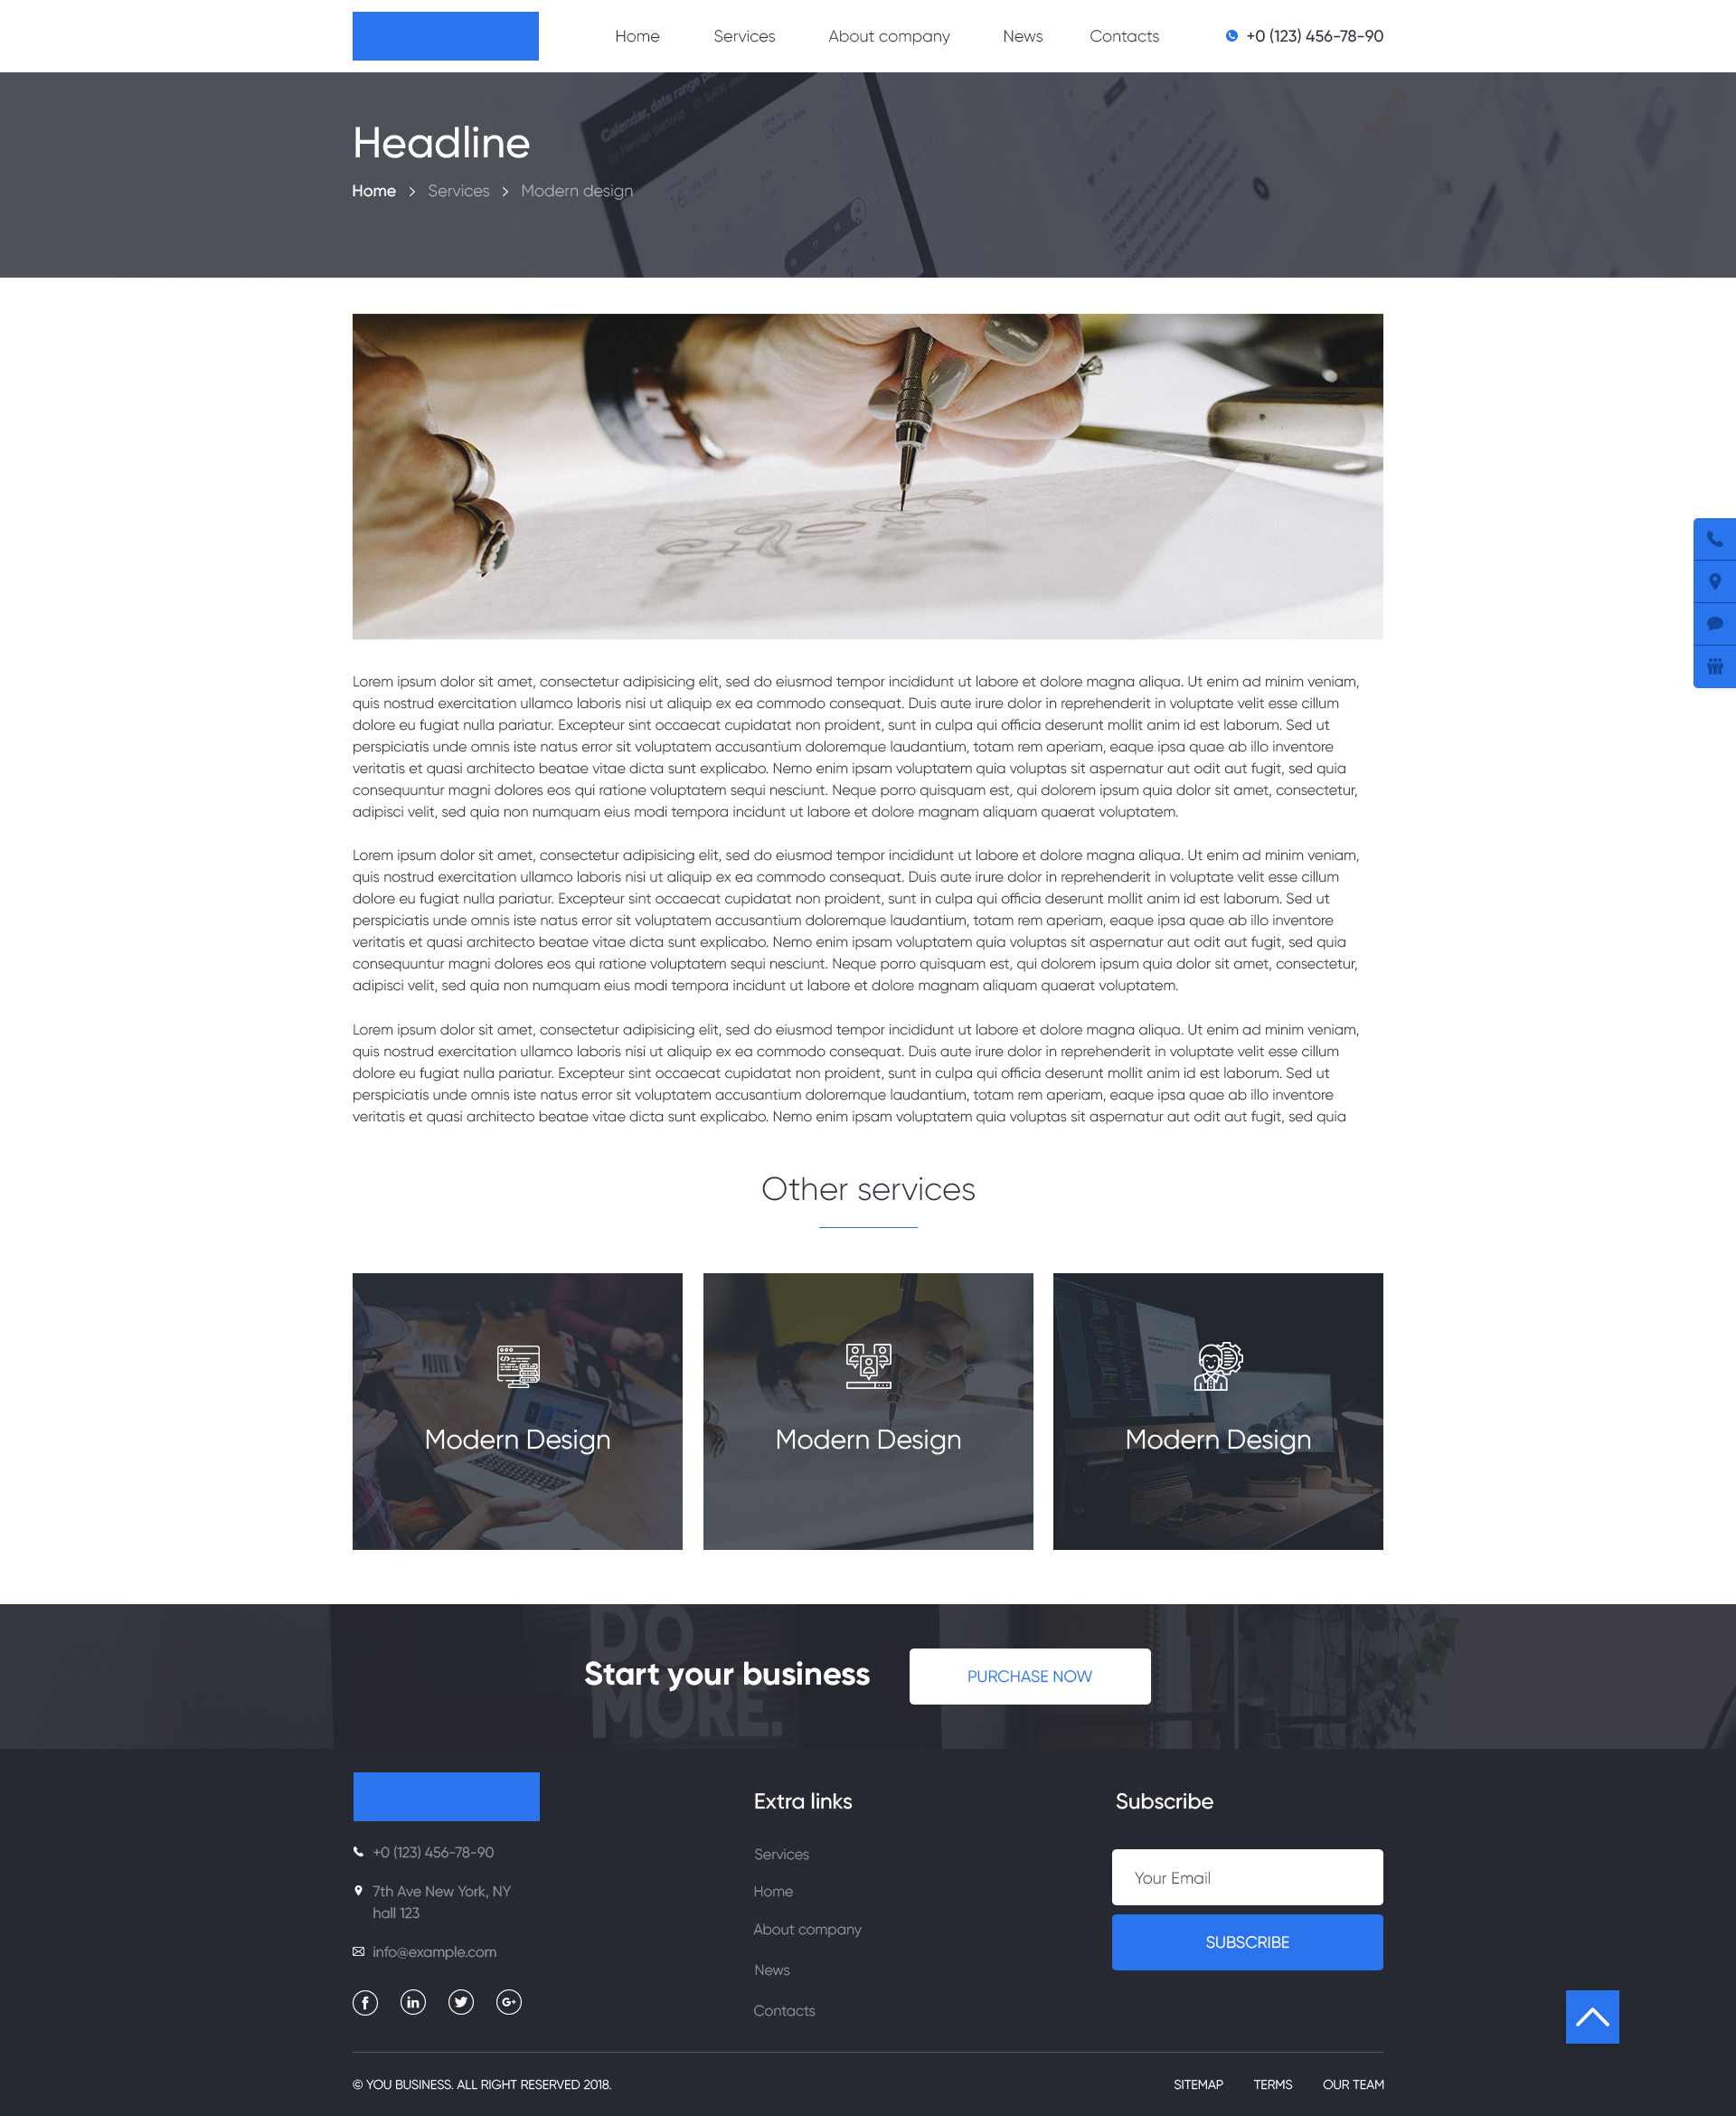 Home Services About company News Contacts +0 (123) 456-78-90
Headline
Home > Services > Modern design
Lorem ipsum dolor sit amet, consectetur adipisicing elit, sed do eiusmod tempor incididunt ut labore et dolore magna aliqua. Ut enim ad minim veniam,
quis nostrud exercitation ullamco laboris nisi ut aliquip ex ea commodo consequat. Duis aute irure dolor in reprehenderit in voluptate velit esse cillum
dolore eu fugiat nulla pariatur. Excepteur sint occaecat cupidatat non proident, sunt in culpa qui officia deserunt mollit anim id est laborum. Sed ut
perspiciatis unde omnis iste natus error sit voluptatem accusantium doloremque laudantium, totam rem aperiam, eaque ipsa quae ab illo inventore
veritatis et quasi architecto beatae vitae dicta sunt explicabo. Nemo enim ipsam voluptatem quia voluptas sit aspernatur aut odit aut fugit, sed quia
consequuntur magni dolores eos qui ratione voluptatem sequi nesciunt. Neque porro quisquam est, qui dolorem ipsum quia dolor sit amet, consectetur,
adipisci velit, sed quia non numquam eius modi tempora incidunt ut labore et dolore magnam aliquam quaerat voluptatem.
Lorem ipsum dolor sit amet, consectetur adipisicing elit, sed do eiusmod tempor incididunt ut labore et dolore magna aliqua. Ut enim ad minim veniam,
quis nostrud exercitation ullamco laboris nisi ut aliquip ex ea commodo consequat. Duis aute irure dolor in reprehenderit in voluptate velit esse cillum
dolore eu fugiat nulla pariatur. Excepteur sint occaecat cupidatat non proident, sunt in culpa qui officia deserunt mollit anim id est laborum. Sed ut
perspiciatis unde omnis iste natus error sit voluptatem accusantium doloremque laudantium, totam rem aperiam, eaque ipsa quae ab illo inventore
veritatis et quasi architecto beatae vitae dicta sunt explicabo. Nemo enim ipsam voluptatem quia voluptas sit aspernatur aut odit aut fugit, sed quia
consequuntur magni dolores eos qui ratione voluptatem sequi nesciunt. Neque porro quisquam est, qui dolorem ipsum quia dolor sit amet, consectetur,
adipisci velit, sed quia non numquam eius modi tempora incidunt ut labore et dolore magnam aliquam quaerat voluptatem.
Lorem ipsum dolor sit amet, consectetur adipisicing elit, sed do eiusmod tempor incididunt ut labore et dolore magna aliqua. Ut enim ad minim veniam,
quis nostrud exercitation ullamco laboris nisi ut aliquip ex ea commodo consequat. Duis aute irure dolor in reprehenderit in voluptate velit esse cillum
dolore eu fugiat nulla pariatur. Excepteur sint occaecat cupidatat non proident, sunt in culpa qui officia deserunt mollit anim id est laborum. Sed ut
perspiciatis unde omnis iste natus error sit voluptatem accusantium doloremque laudantium, totam rem aperiam, eaque ipsa quae ab illo inventore
veritatis et quasi architecto beatae vitae dicta sunt explicabo. Nemo enim ipsam voluptatem quia voluptas sit aspernatur aut odit aut fugit, sed quia
Other services
Modern Design Modern Design Modern Design
DO
MORE.
Start your business PURCHASE NOW
+0 (123) 456-78-90
7th Ave New York, NY
hall 123
info@example.com
Extra links
Services
Home
About company
News
Contacts
Subscribe
Your Email
SUBSCRIBE
© YOU BUSINESS. ALL RIGHT RESERVED 2018. SITEMAP TERMS OUR TEAM